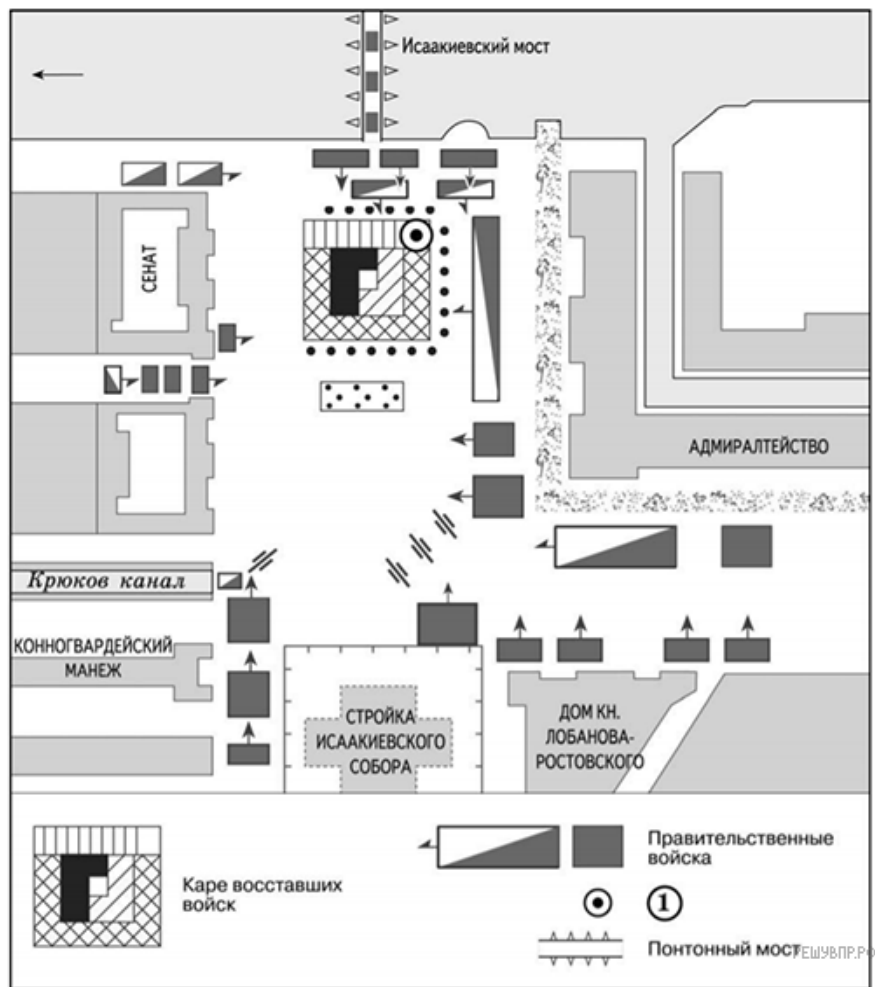 Исаакиевский мост
СЕНАТ
АДМИРАЛТЕЙСТВО
Крюков канал
КОННОГВАРДЕЙСКИЙ
МАНЕЖ
СТРОЙКА
ИСААКИЕВСКОГО
СОБОРА
ДОМ КН.
ЛОБАНОВА-
РОСТОВСКОГО
Каре восставших
войск
Правительственные
войска
1
Понтонный мост
РЕШУВПР.РФ